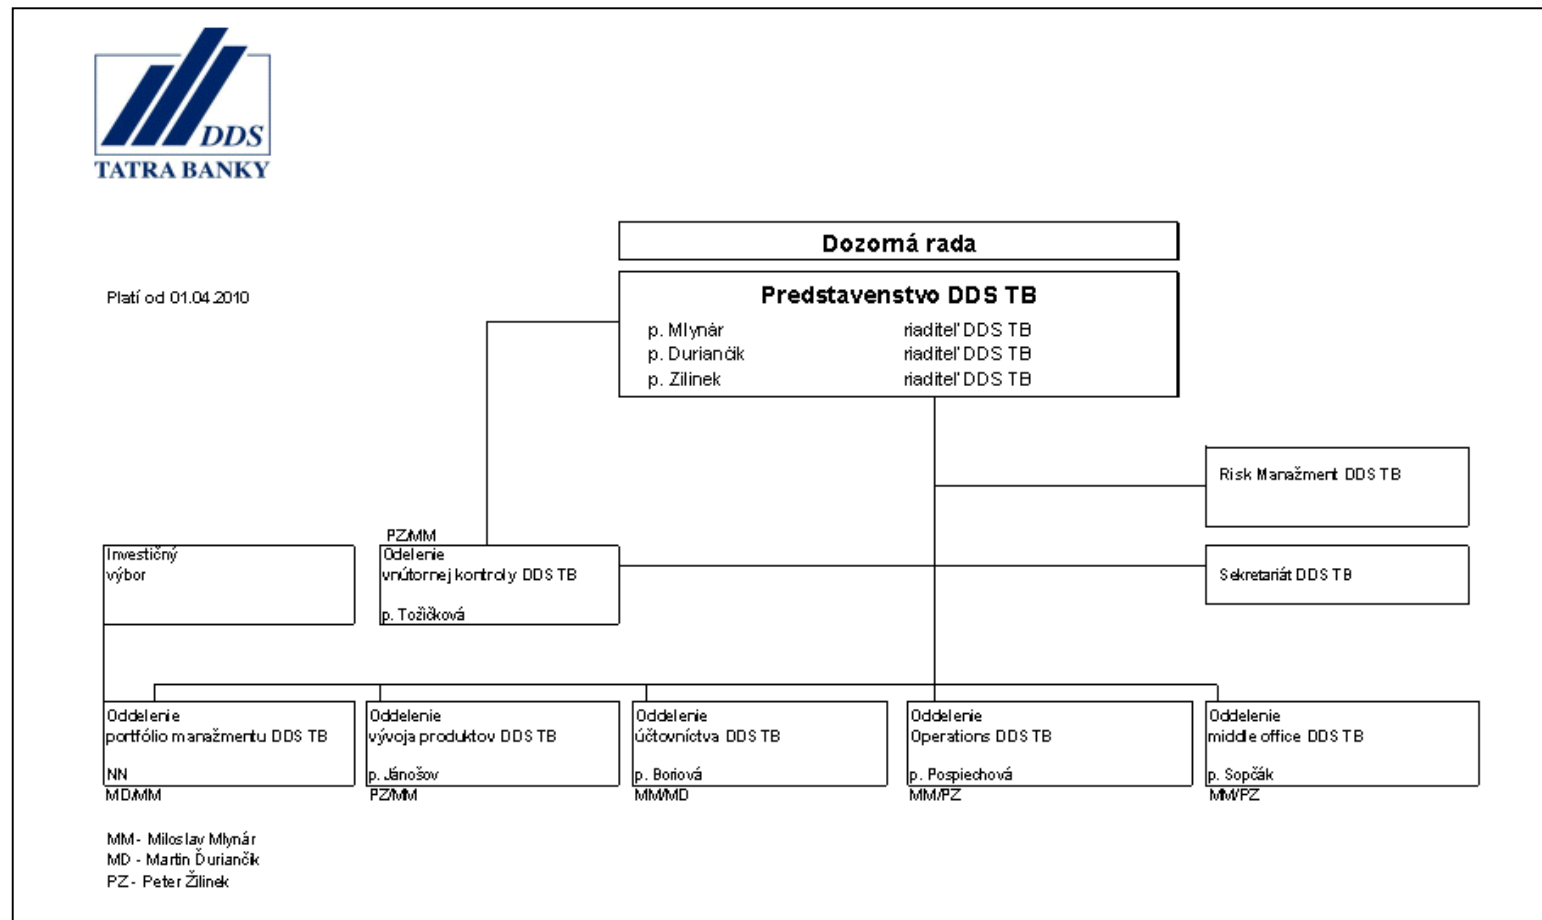 DDS
TATRA BANKY
Dozorná rada
Platí od 01.04.2010
Predstavenstvo DDS TB
p. Mlynár riaditeľ DDS TB
p. Duriančik riaditeľ DDS TB
p. Zilinek riaditeľ DDS TB
Risk Manažment DDS TB
PZ/MM
Investičný
výbor
Odelenie
vnútornej kontroly DDS TB
p. Tožičková
Sekretariát DDS TB
Oddelenie
portfólio manažmentu DDS TB
NN
MD/MM
Oddelenie
vývoja produktov DDS TB
p. Jánošov
PZ/MM
Oddelenie
účtovníctva DDS TB
p. Boriová
MM/MD
Oddelenie
Operations DDS TB
p. Pospiechová
MM/PZ
Oddelenie
middle office DDS TB
p. Sopčák
MM/PZ
MM - Miloslav Mlynár
MD - Martin Ďuriančik
PZ - Peter Žilinek